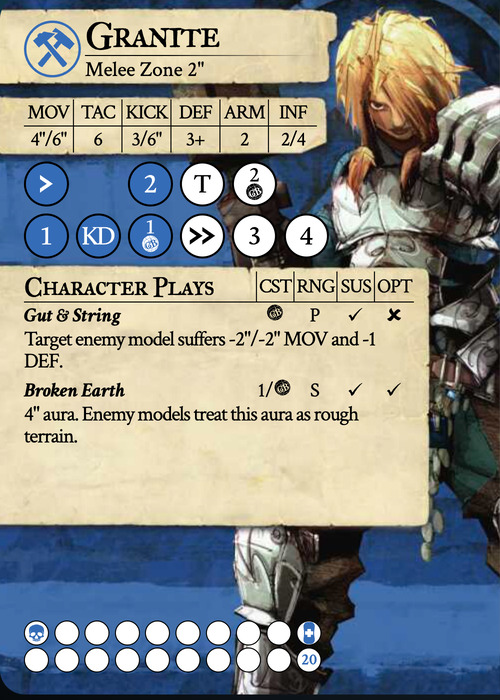 GRANITE
Melee Zone 2"
MOV TAC KICK DEF ARM INF
4"/6" 6 3/6" 3+ 2 2/4
> 2 T 2 GB
1 KD 1 GB >> 3 4
CHARACTER PLAYS CST RNG SUS OPT
Gut & String GB P ✓ ✘
Target enemy model suffers -2"/-2" MOV and -1
DEF.
Broken Earth 1/GB S ✓ ✓
4" aura. Enemy models treat this aura as rough
terrain.
20